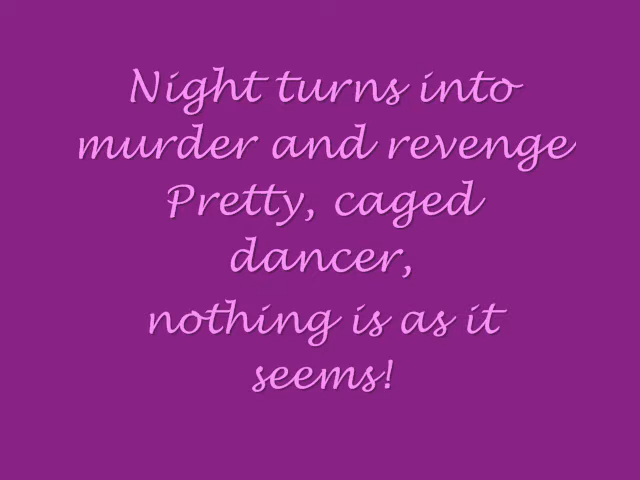 Night turns into
murder and revenge
Pretty, caged
dancer,
nothing is as it
seems!